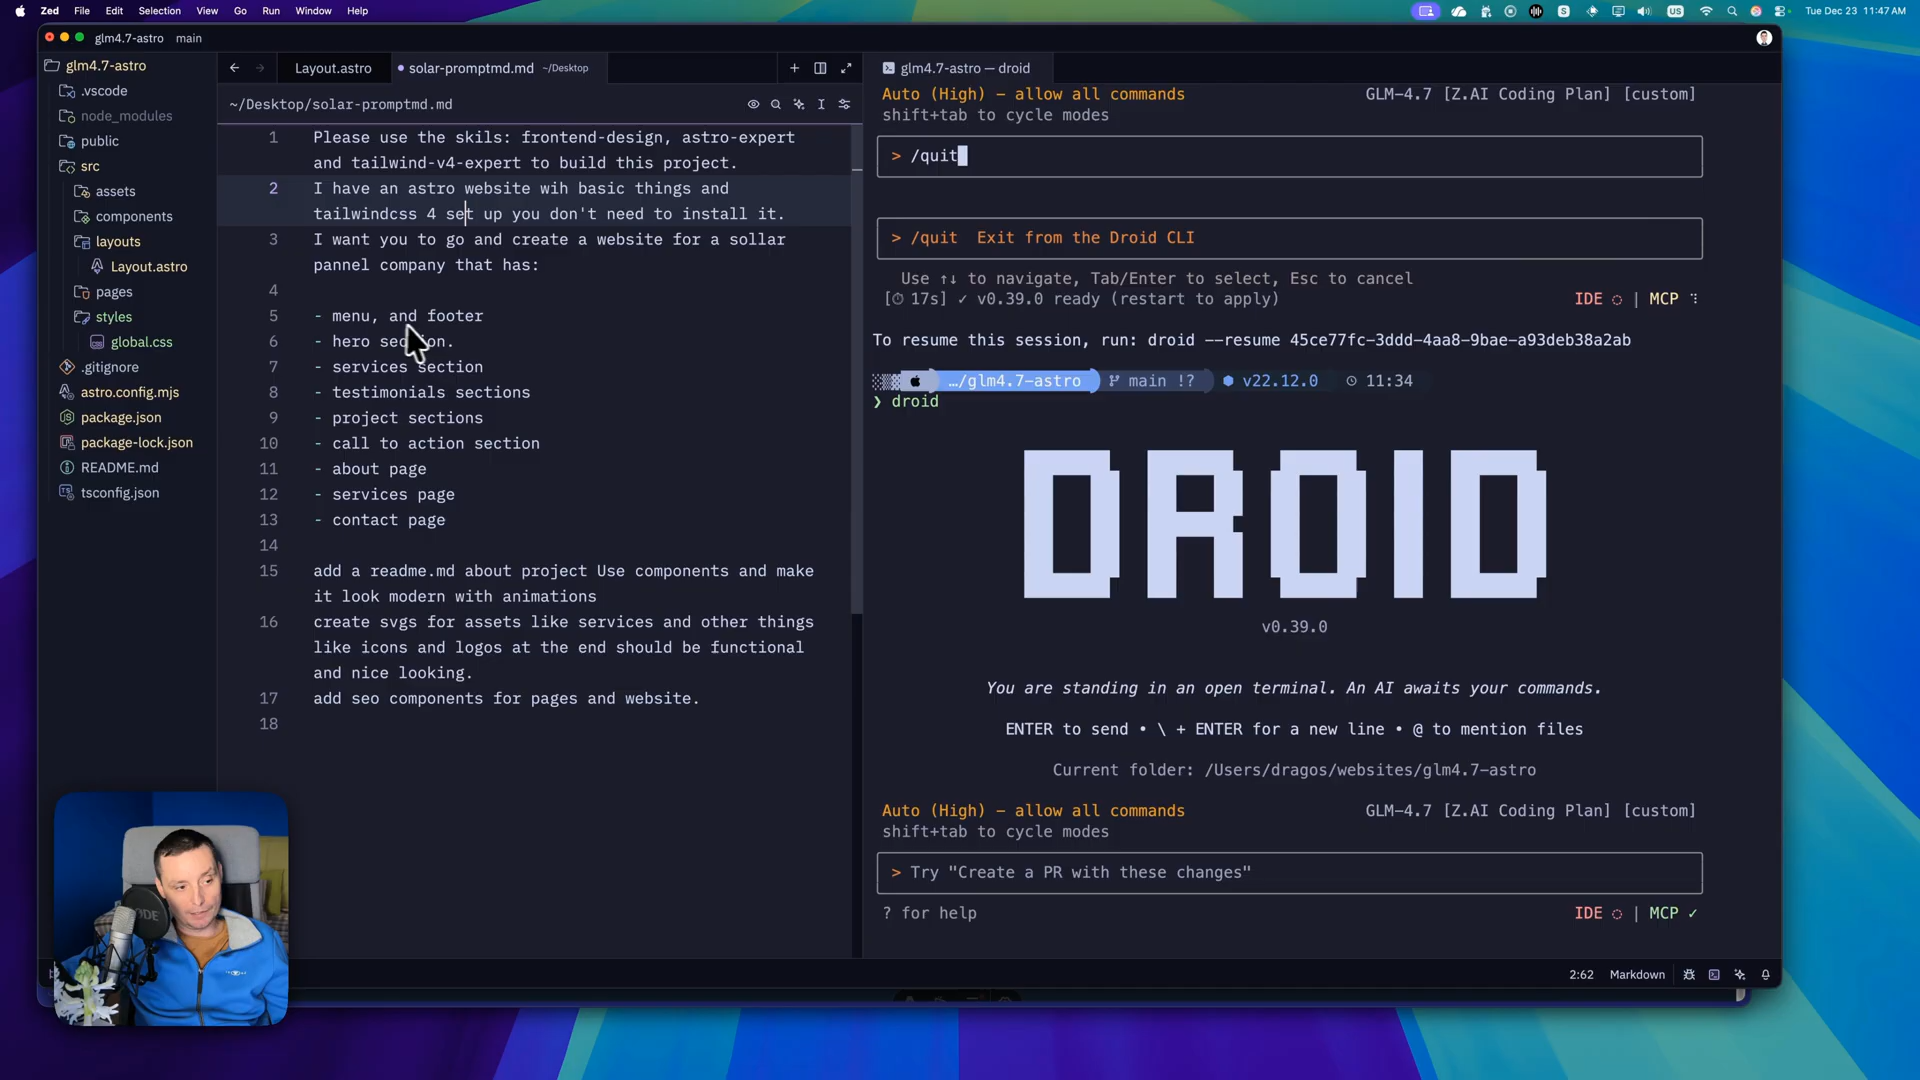 Zed File Edit Selection View Go Run Window Help
S US Tue Dec 23 11:47 AM
glm4.7-astro main
glm4.7-astro
.vscode
node_modules
public
src
assets
components
layouts
Layout.astro
pages
styles
global.css
.gitignore
astro.config.mjs
package.json
package-lock.json
README.md
tsconfig.json
Layout.astro solar-promptmd.md ~/Desktop
~/Desktop/solar-promptmd.md
1 Please use the skils: frontend-design, astro-expert
and tailwind-v4-expert to build this project.
2 I have an astro website wih basic things and
tailwindcss 4 set up you don't need to install it.
3 I want you to go and create a website for a sollar
pannel company that has:
4
5 - menu, and footer
6 - hero section.
7 - services section
8 - testimonials sections
9 - project sections
10 - call to action section
11 - about page
12 - services page
13 - contact page
14
15 add a readme.md about project Use components and make
it look modern with animations
16 create svgs for assets like services and other things
like icons and logos at the end should be functional
and nice looking.
17 add seo components for pages and website.
18
glm4.7-astro — droid
Auto (High) — allow all commands GLM-4.7 [Z.AI Coding Plan] [custom]
shift+tab to cycle modes
> /quit
> /quit Exit from the Droid CLI
Use ↑↓ to navigate, Tab/Enter to select, Esc to cancel
[⏱ 17s] ✓ v0.39.0 ready (restart to apply) IDE ◌ | MCP
To resume this session, run: droid --resume 45ce77fc-3ddd-4aa8-9bae-a93deb38a2ab
…/glm4.7-astro main !? v22.12.0 11:34
❯ droid
DROID
v0.39.0
You are standing in an open terminal. An AI awaits your commands.
ENTER to send • \ + ENTER for a new line • @ to mention files
Current folder: /Users/dragos/websites/glm4.7-astro
Auto (High) — allow all commands GLM-4.7 [Z.AI Coding Plan] [custom]
shift+tab to cycle modes
> Try "Create a PR with these changes"
? for help IDE ◌ | MCP ✓
2:62 Markdown